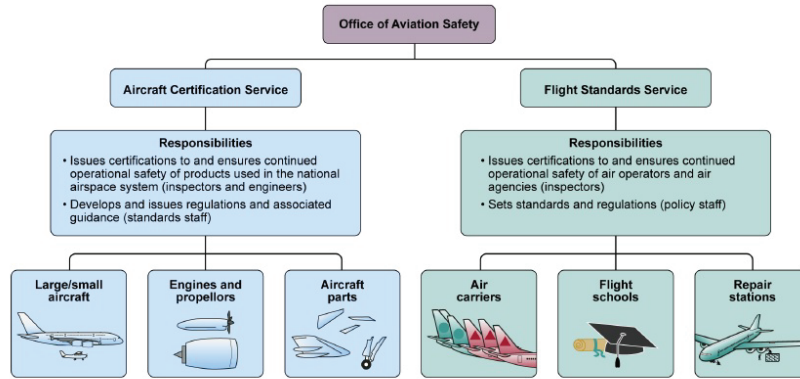 Office of Aviation Safety
Aircraft Certification Service
Responsibilities
• Issues certifications to and ensures continued
operational safety of products used in the national
airspace system (inspectors and engineers)
• Develops and issues regulations and associated
guidance (standards staff)
Large/small
aircraft
Engines and
propellors
Aircraft
parts
Flight Standards Service
Responsibilities
• Issues certifications to and ensures continued
operational safety of air operators and air
agencies (inspectors)
• Sets standards and regulations (policy staff)
Air
carriers
Flight
schools
Repair
stations